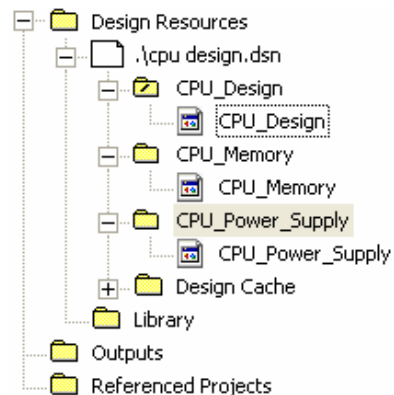 Design Resources
.\cpu design.dsn
CPU_Design
CPU_Design
CPU_Memory
CPU_Memory
CPU_Power_Supply
CPU_Power_Supply
Design Cache
Library
Outputs
Referenced Projects